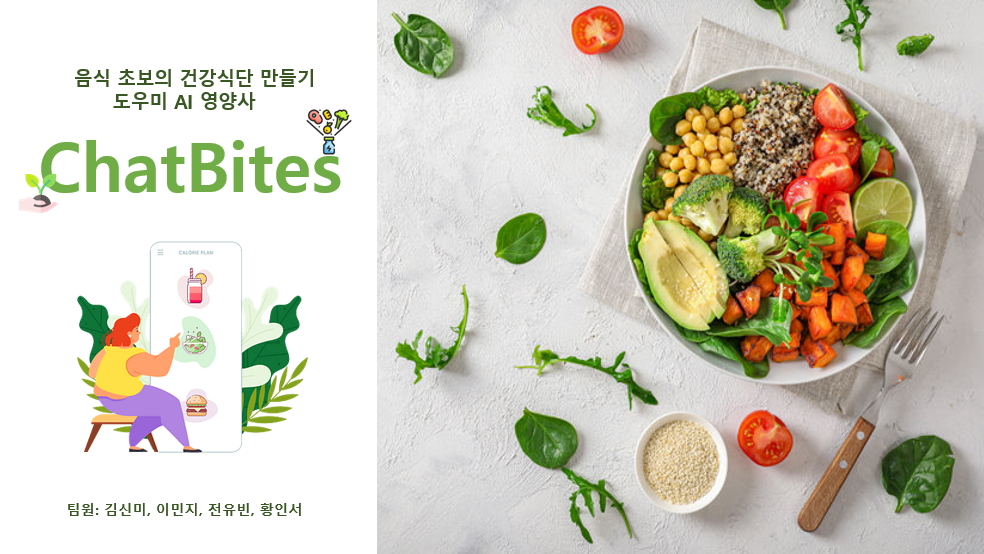 음식 초보의 건강식단 만들기
도우미 AI 영양사
ChatBites
CALORIE PLAN
팀원: 김신미, 이민지, 전유빈, 황인서